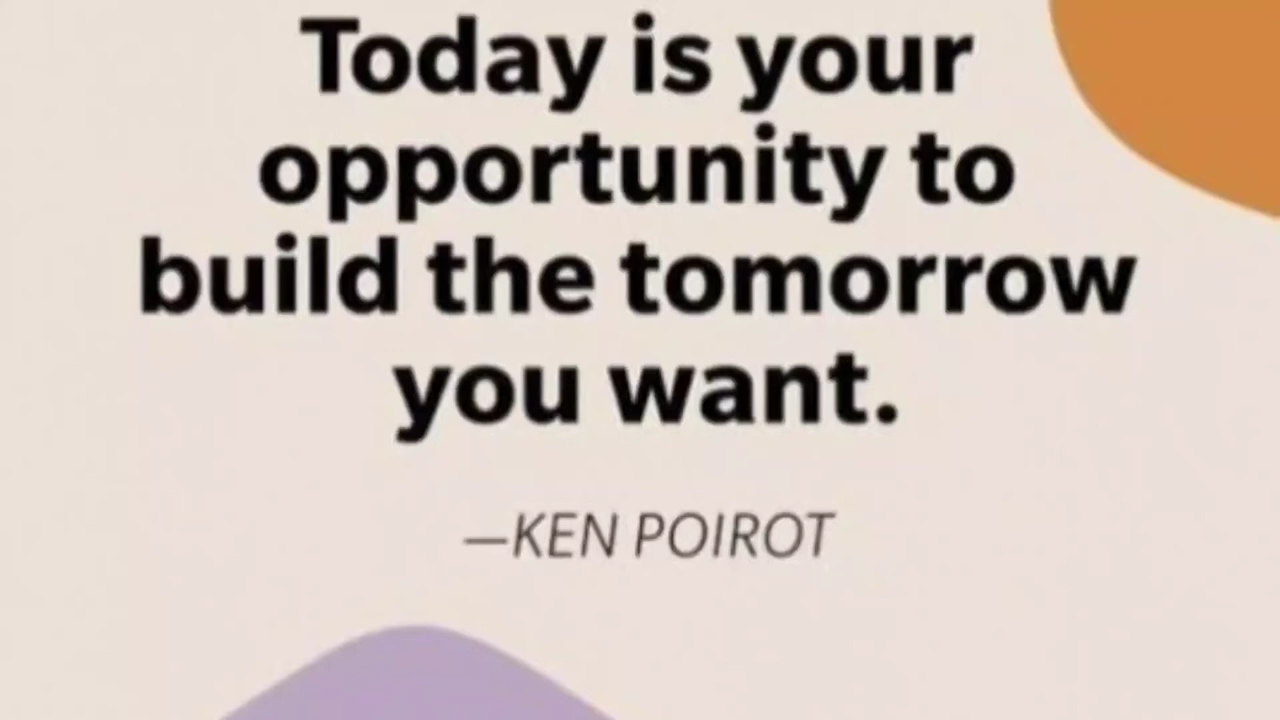 Today is your
opportunity to
build the tomorrow
you want.
—KEN POIROT